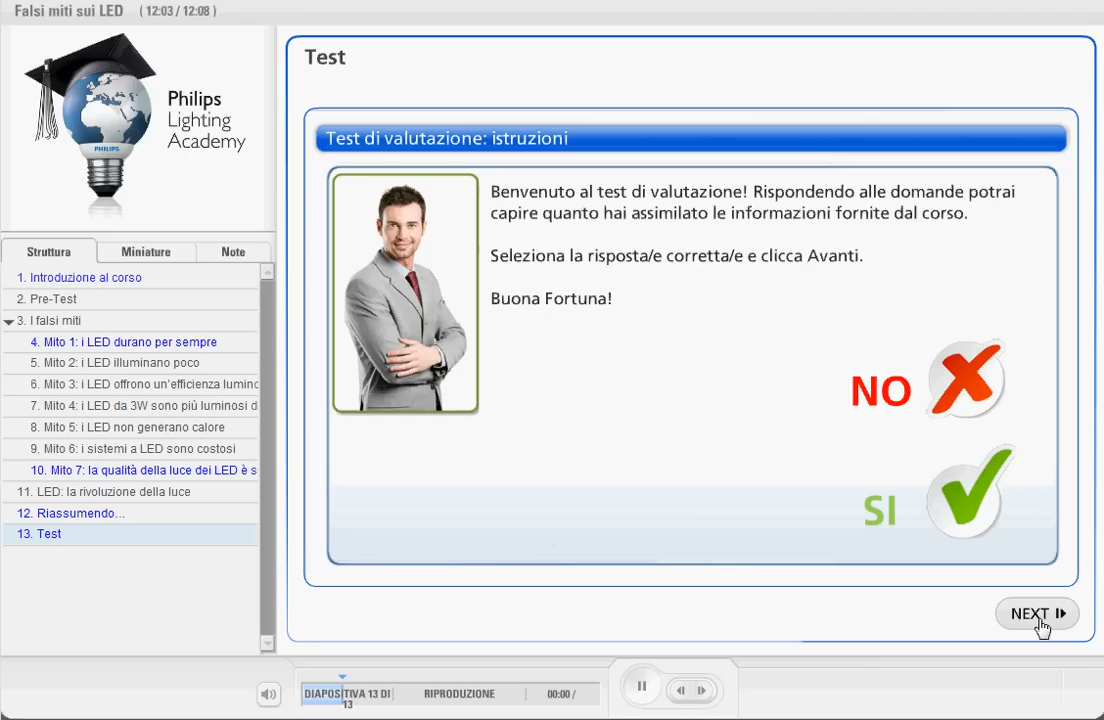 Falsi miti sui LED ( 12:03 / 12:08 )
PHILIPS
Philips
Lighting
Academy
Struttura Miniature Note
1. Introduzione al corso
2. Pre-Test
3. I falsi miti
4. Mito 1: i LED durano per sempre
5. Mito 2: i LED illuminano poco
6. Mito 3: i LED offrono un'efficienza lumino
7. Mito 4: i LED da 3W sono più luminosi d
8. Mito 5: i LED non generano calore
9. Mito 6: i sistemi a LED sono costosi
10. Mito 7: la qualità della luce dei LED è s
11. LED: la rivoluzione della luce
12. Riassumendo...
13. Test
Test
Test di valutazione: istruzioni
Benvenuto al test di valutazione! Rispondendo alle domande potrai
capire quanto hai assimilato le informazioni fornite dal corso.
Seleziona la risposta/e corretta/e e clicca Avanti.
Buona Fortuna!
NO
SI
NEXT
DIAPOSITIVA 13 DI 13 RIPRODUZIONE 00:00 /